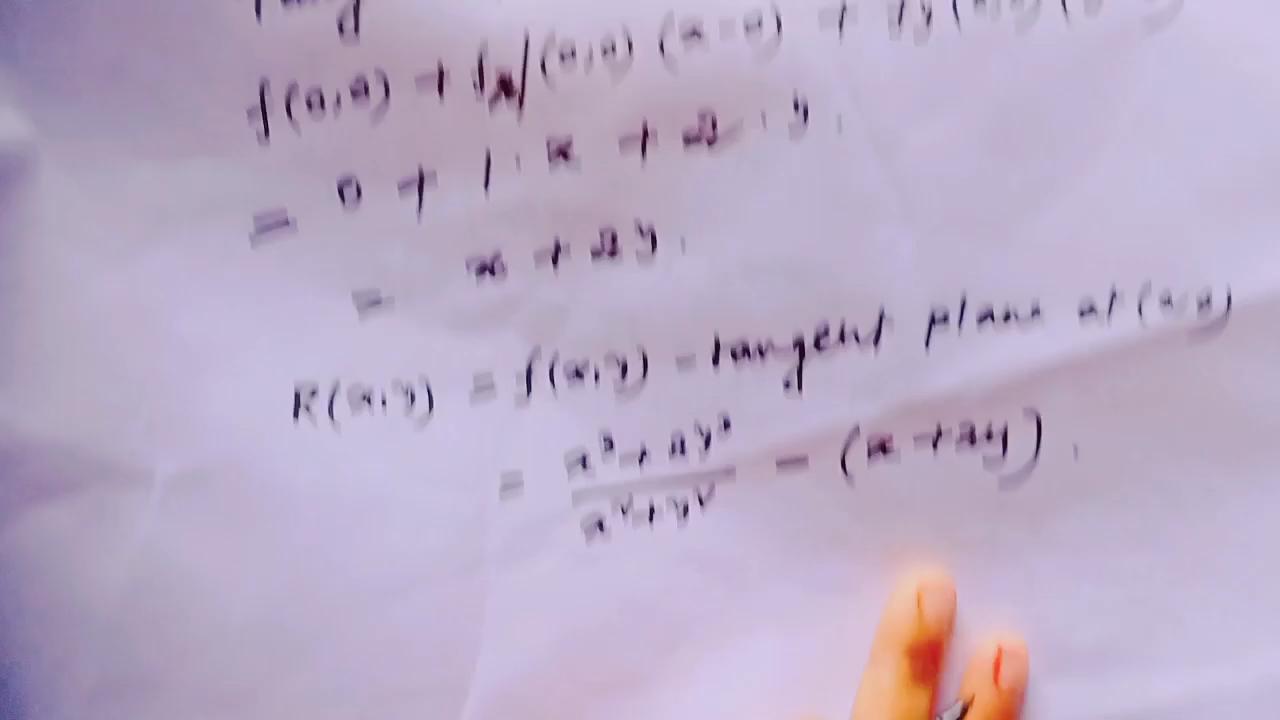 f(0,0) + fx/(0,0) (x-0) + fy(0,0)(
= 0 + 1 . x + 2 . y .
= x + 2y .
R(x,y) = f(x,y) - tangent plane at (0,0)
= x³ + 2y³ / x² + y² - (x + 2y) .